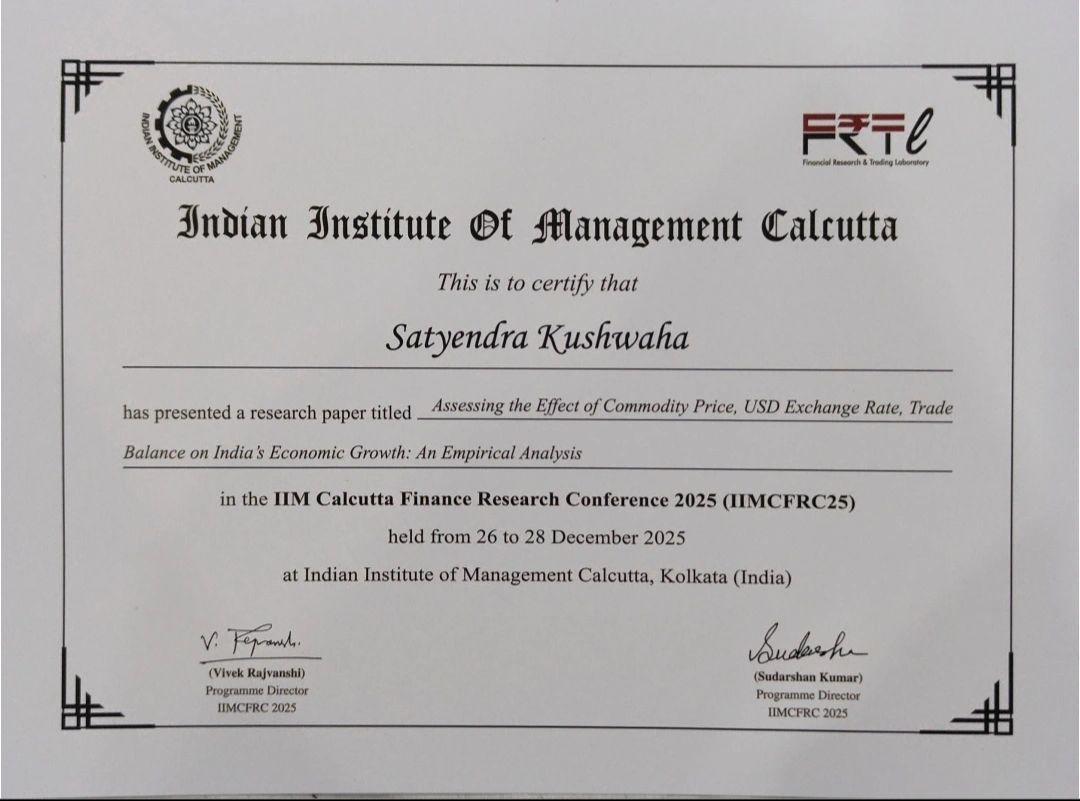 INDIAN INSTITUTE OF MANAGEMENT
CALCUTTA
FRTL
Financial Research & Trading Laboratory
Indian Institute Of Management Calcutta
This is to certify that
Satyendra Kushwaha
has presented a research paper titled Assessing the Effect of Commodity Price, USD Exchange Rate, Trade
Balance on India's Economic Growth: An Empirical Analysis
in the IIM Calcutta Finance Research Conference 2025 (IIMCFRC25)
held from 26 to 28 December 2025
at Indian Institute of Management Calcutta, Kolkata (India)
(Vivek Rajvanshi)
Programme Director
IIMCFRC 2025
Sudarshan
(Sudarshan Kumar)
Programme Director
IIMCFRC 2025